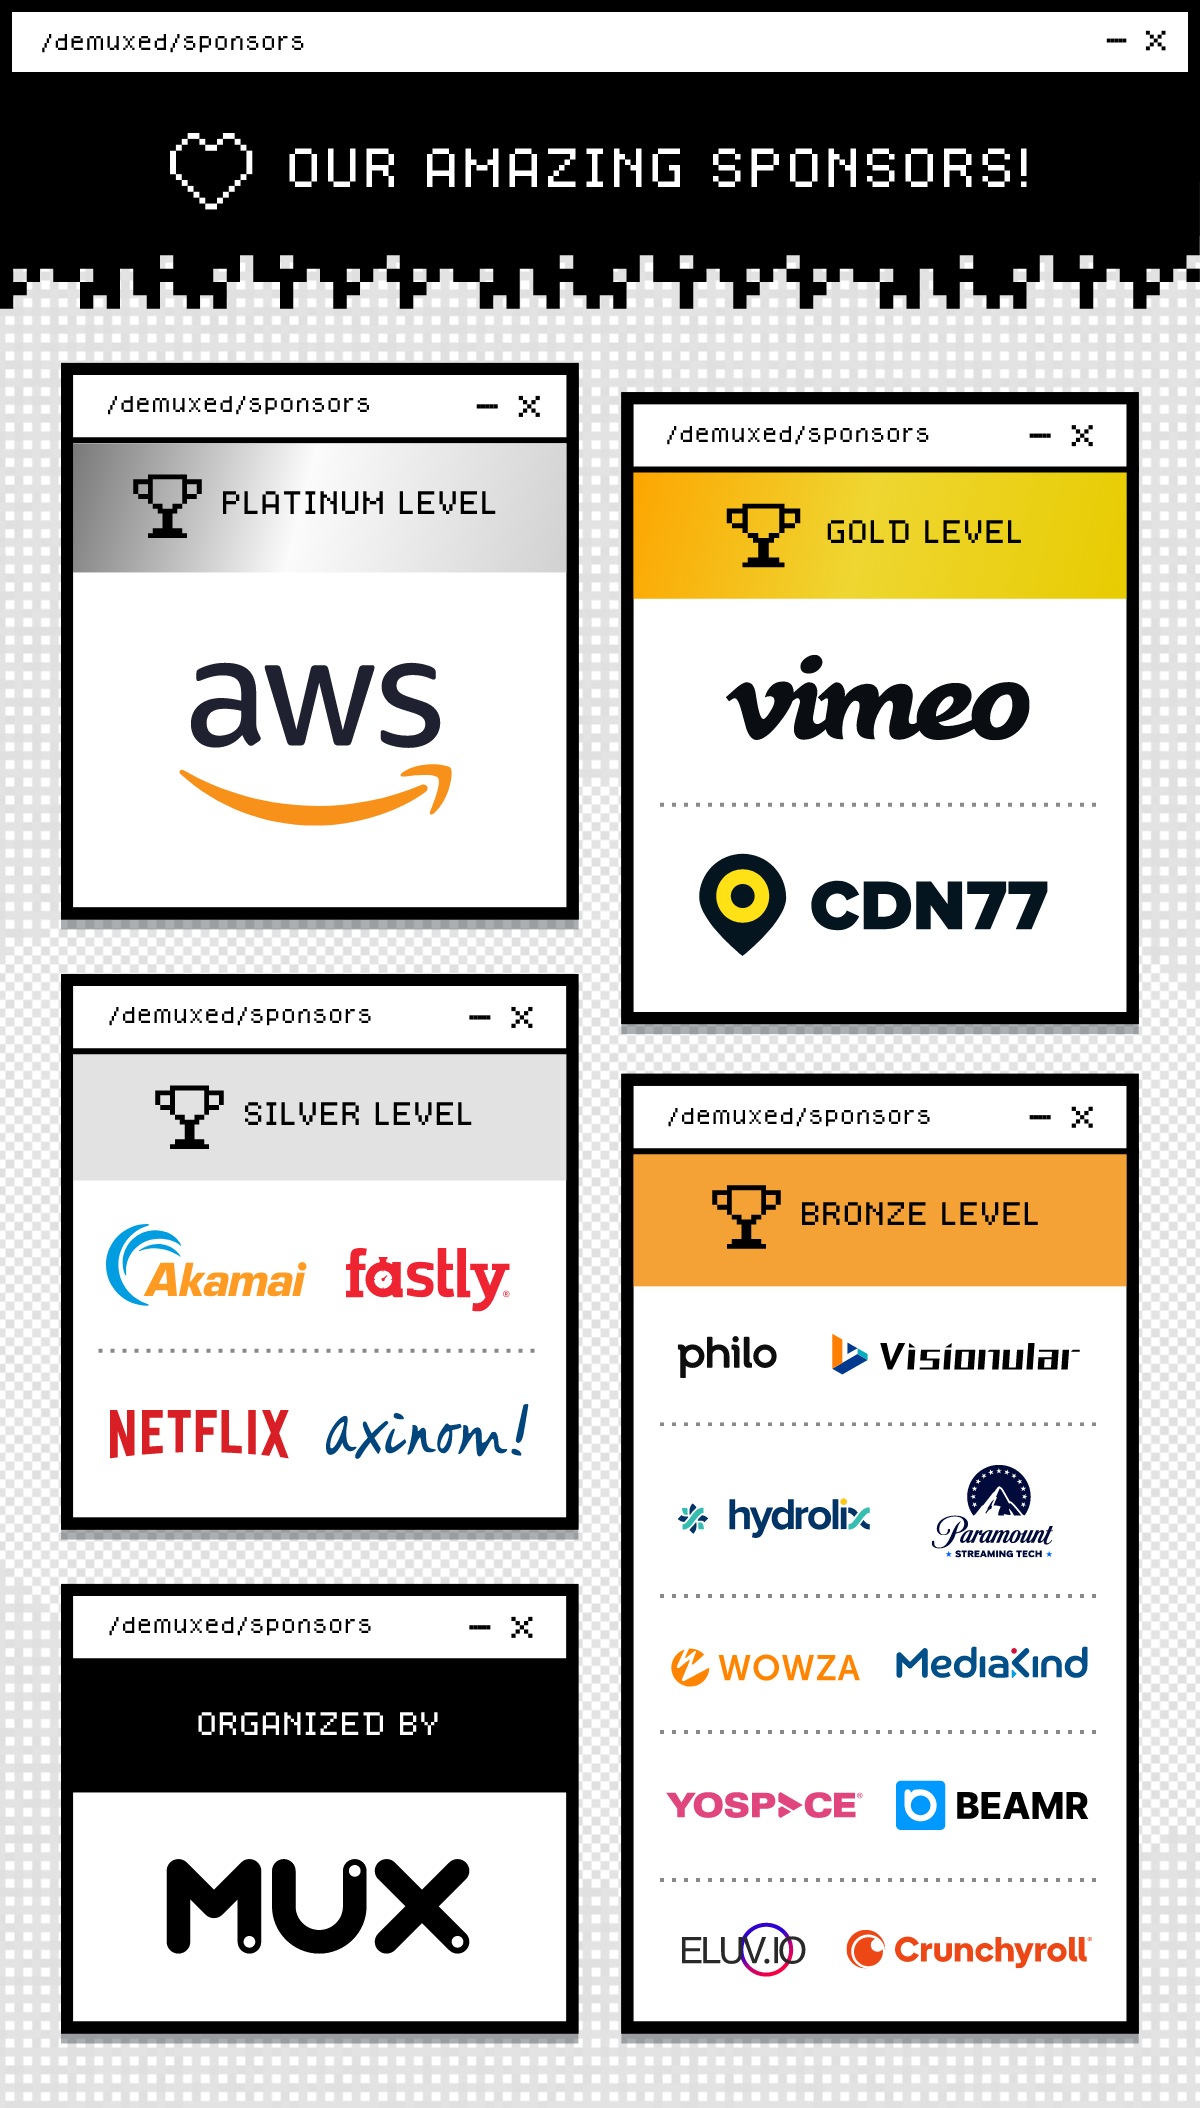 /demuxed/sponsors
OUR AMAZING SPONSORS!
/demuxed/sponsors
PLATINUM LEVEL
aws
/demuxed/sponsors
GOLD LEVEL
vimeo
CDN77
/demuxed/sponsors
SILVER LEVEL
Akamai fastly®
NETFLIX axinom!
/demuxed/sponsors
BRONZE LEVEL
philo Visionular
hydrolix Paramount
STREAMING TECH
WOWZA MediaKind
YOSPACE® BEAMR
ELUV.IO Crunchyroll®
/demuxed/sponsors
ORGANIZED BY
MUX